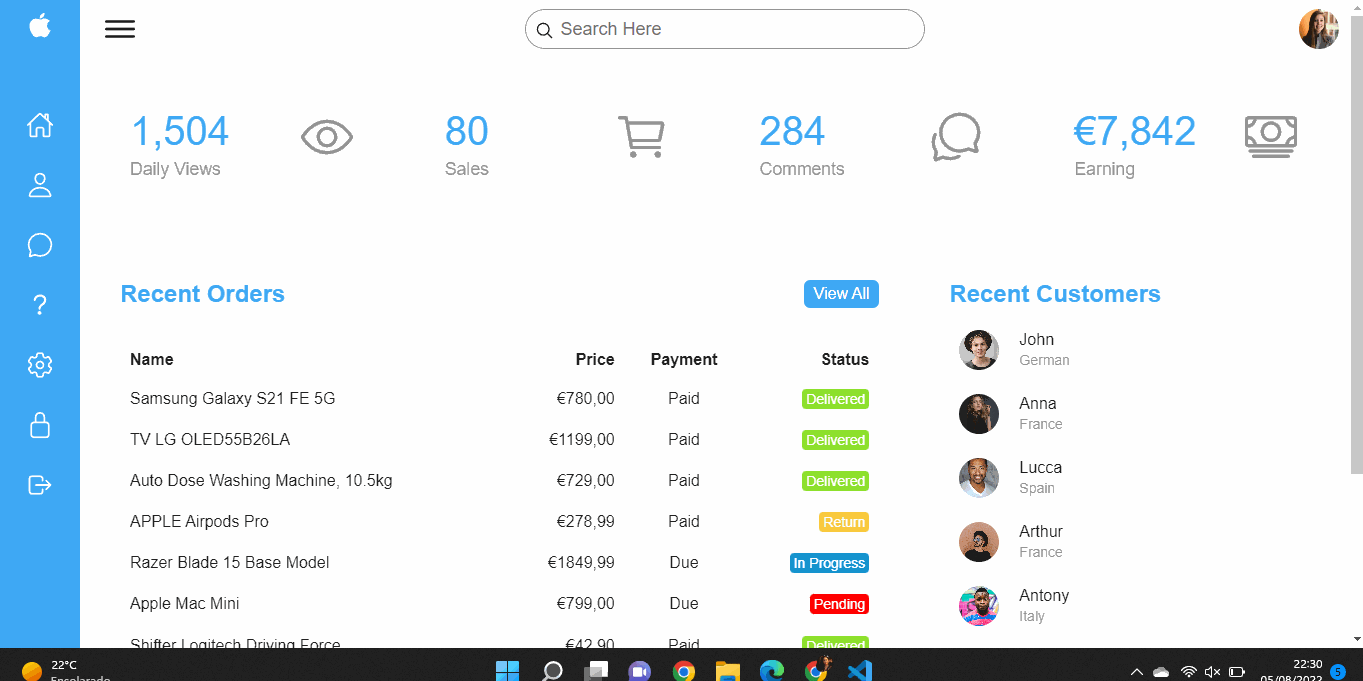 Search Here
1,504
Daily Views
80
Sales
284
Comments
€7,842
Earning
Recent Orders
View All
Name Price Payment Status
Samsung Galaxy S21 FE 5G €780,00 Paid Delivered
TV LG OLED55B26LA €1199,00 Paid Delivered
Auto Dose Washing Machine, 10.5kg €729,00 Paid Delivered
APPLE Airpods Pro €278,99 Paid Return
Razer Blade 15 Base Model €1849,99 Due In Progress
Apple Mac Mini €799,00 Due Pending
Shifter Logitech Driving Force €42,90 Paid Delivered
Recent Customers
John
German
Anna
France
Lucca
Spain
Arthur
France
Antony
Italy
22°C
Ensolarado
22:30
05/08/2022
5